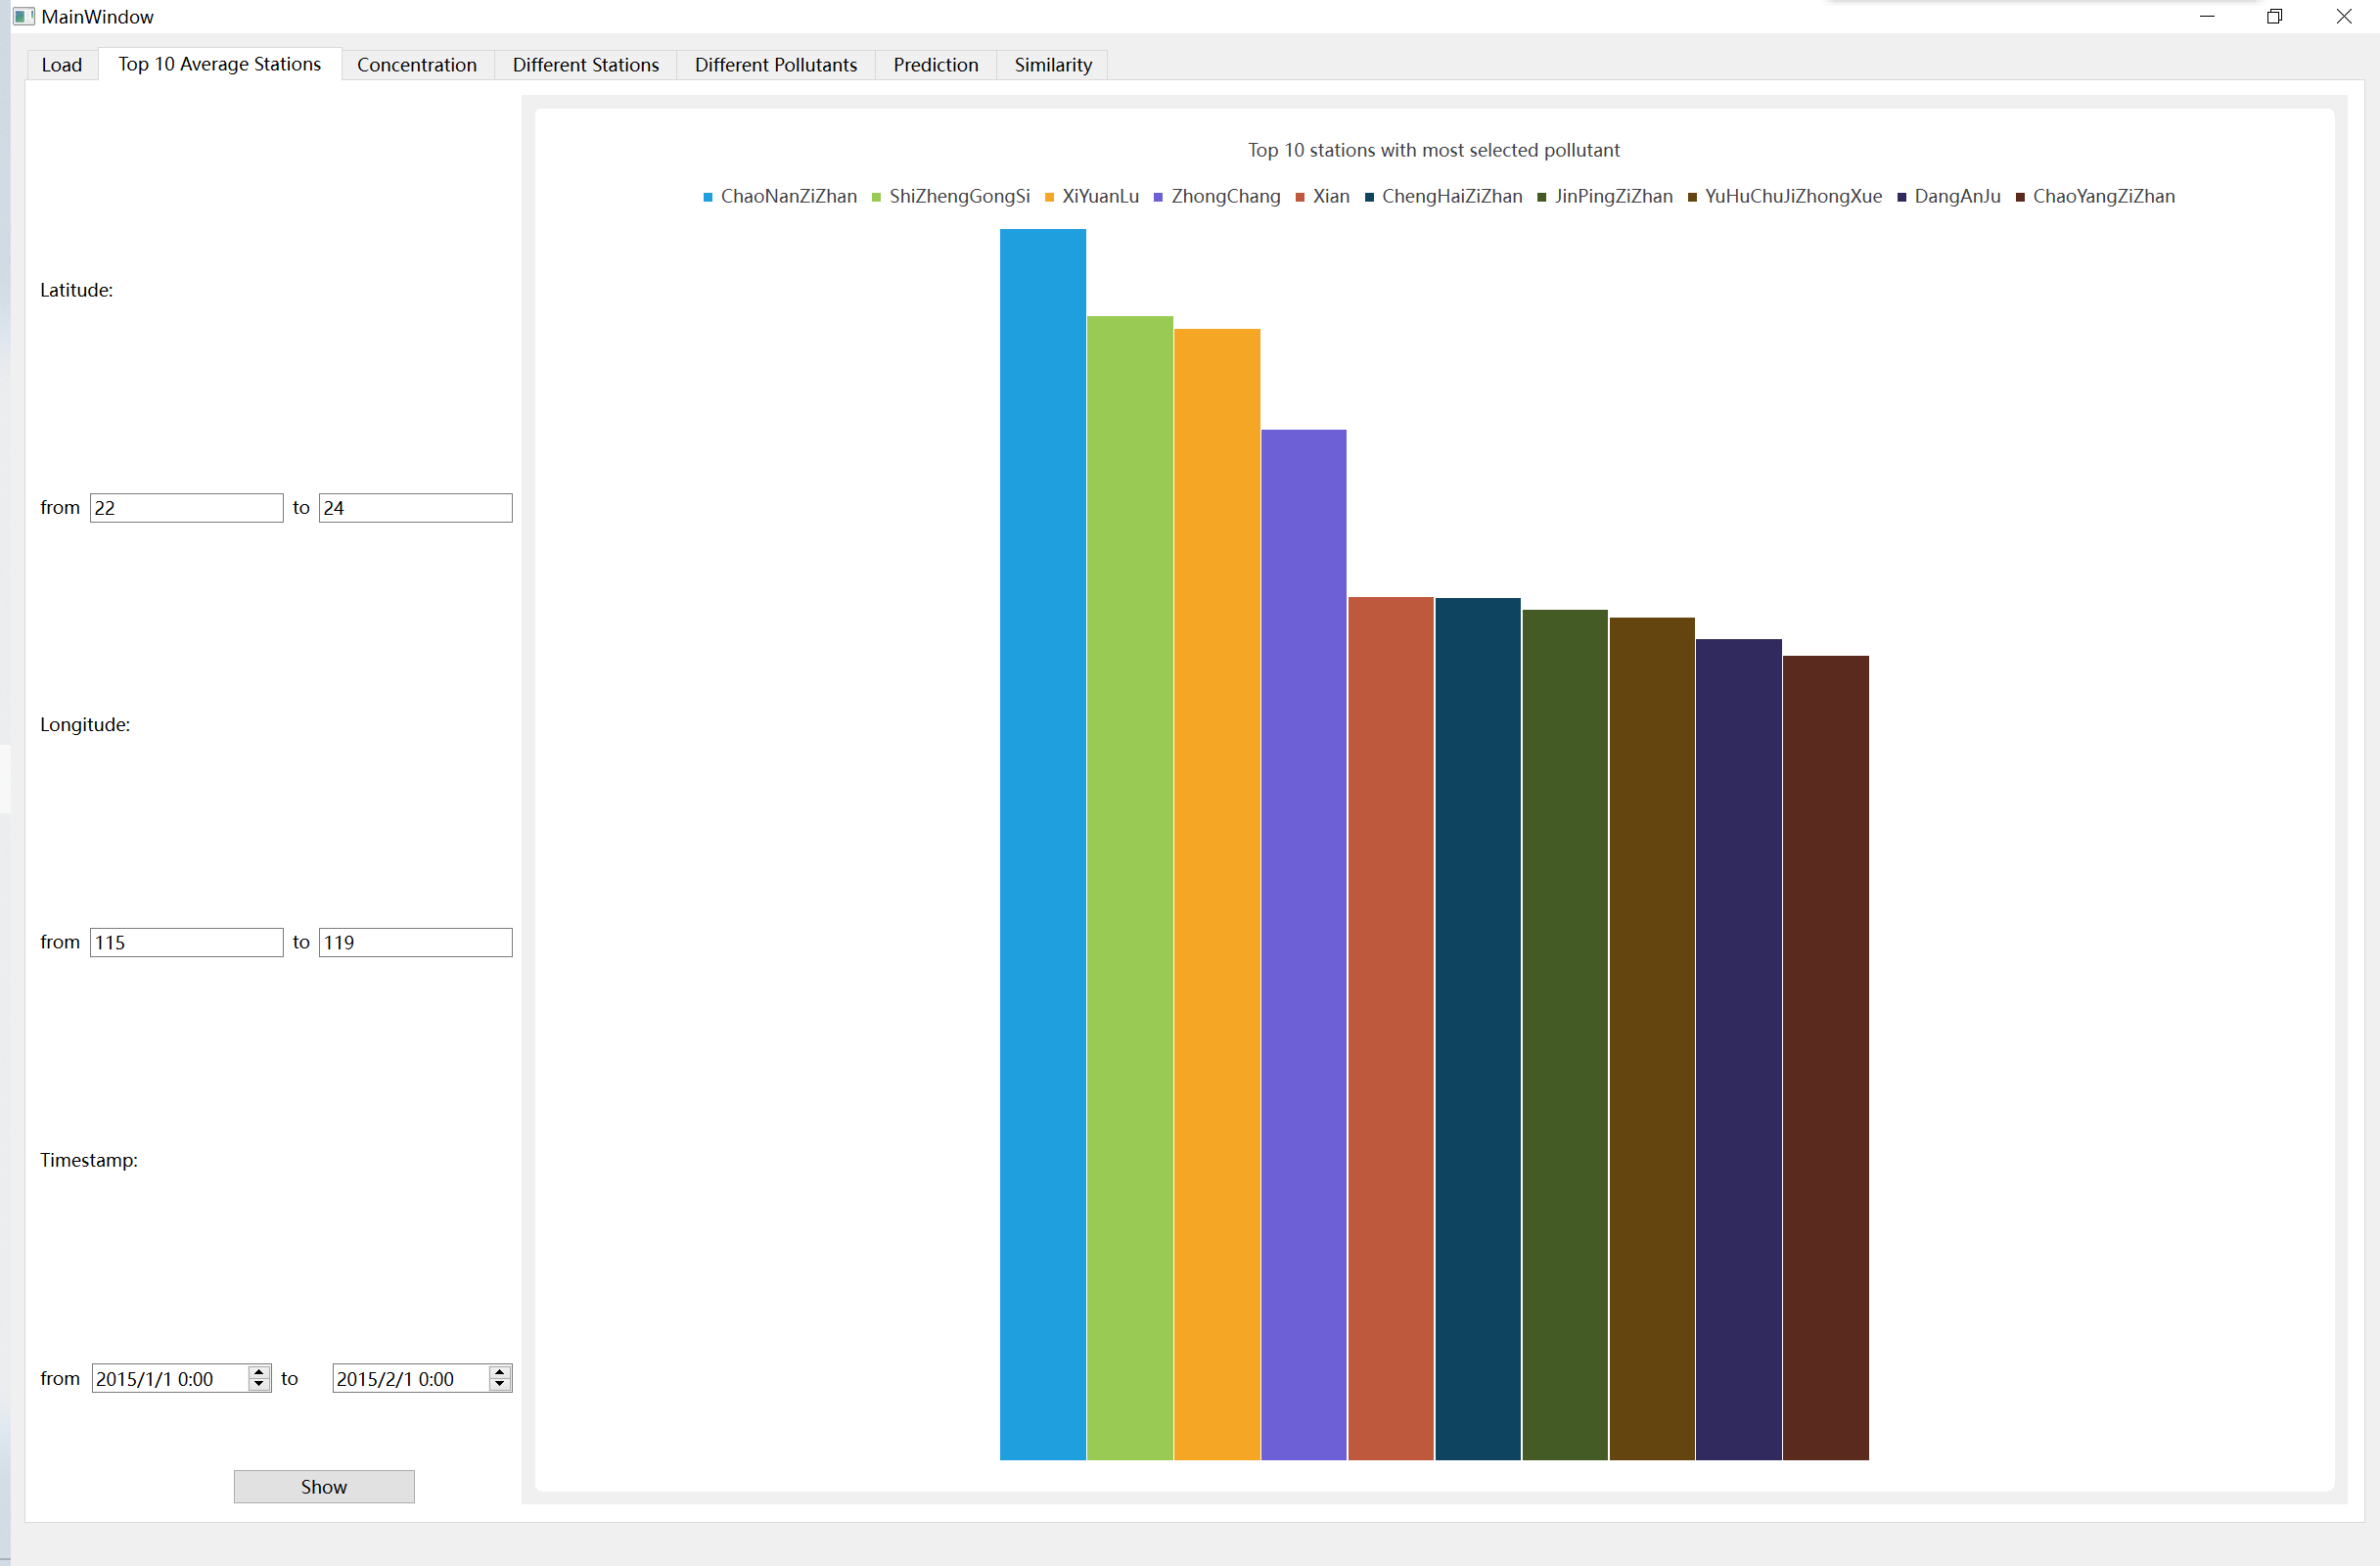 MainWindow
Load Top 10 Average Stations Concentration Different Stations Different Pollutants Prediction Similarity
Top 10 stations with most selected pollutant
ChaoNanZiZhan ShiZhengGongSi XiYuanLu ZhongChang Xian ChengHaiZiZhan JinPingZiZhan YuHuChuJiZhongXue DangAnJu ChaoYangZiZhan
Latitude:
from 22 to 24
Longitude:
from 115 to 119
Timestamp:
from 2015/1/1 0:00 to 2015/2/1 0:00
Show